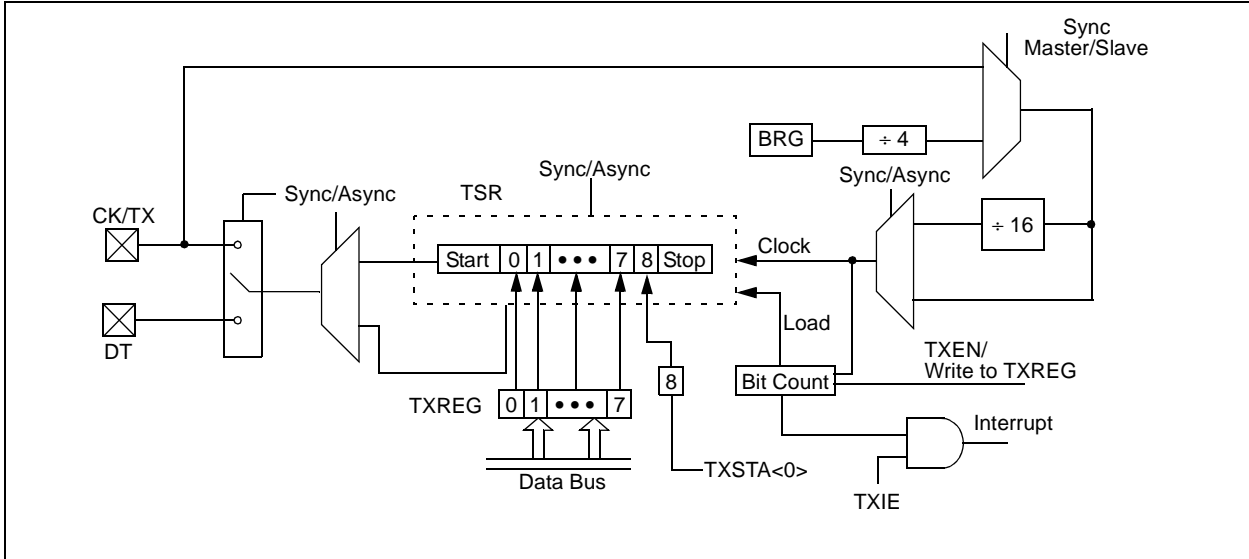 Sync
Master/Slave
BRG
÷ 4
Sync/Async
TSR
Sync/Async
Sync/Async
CK/TX
÷ 16
Start 0 1 ••• 7 8 Stop
Clock
DT
Load
TXEN/
Write to TXREG
8
Bit Count
TXREG 0 1 ••• 7
Interrupt
TXSTA<0>
Data Bus
TXIE